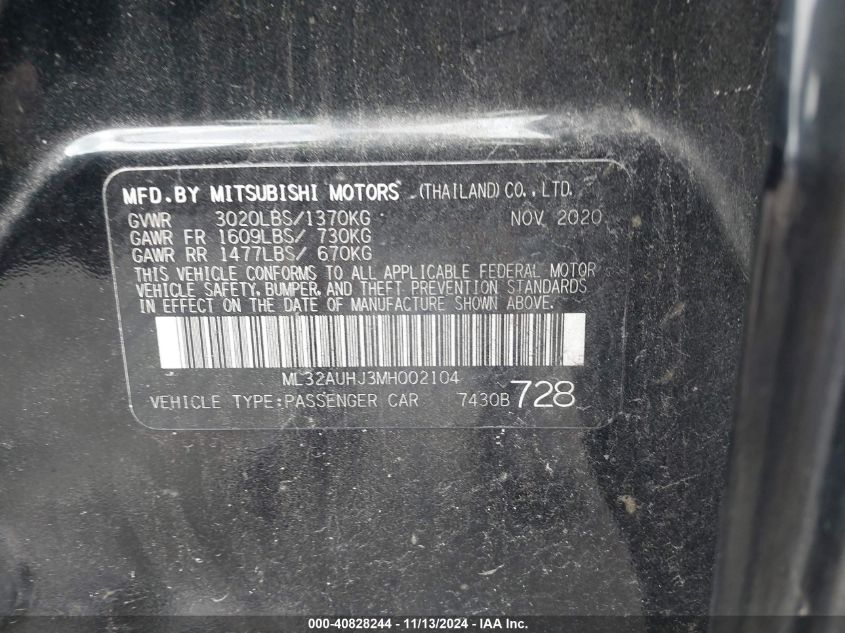 MFD.BY MITSUBISHI MOTORS (THAILAND) CO., LTD.
GVWR 3020LBS/1370KG NOV 2020
GAWR FR 1609LBS/ 730KG
GAWR RR 1477LBS/ 670KG
THIS VEHICLE CONFORMS TO ALL APPLICABLE FEDERAL MOTOR
VEHICLE SAFETY, BUMPER, AND THEFT PREVENTION STANDARDS
IN EFFECT ON THE DATE OF MANUFACTURE SHOWN ABOVE.
ML32AUHJ3MH002104
VEHICLE TYPE:PASSENGER CAR 7430B 728
000-40828244 - 11/13/2024 - IAA Inc.